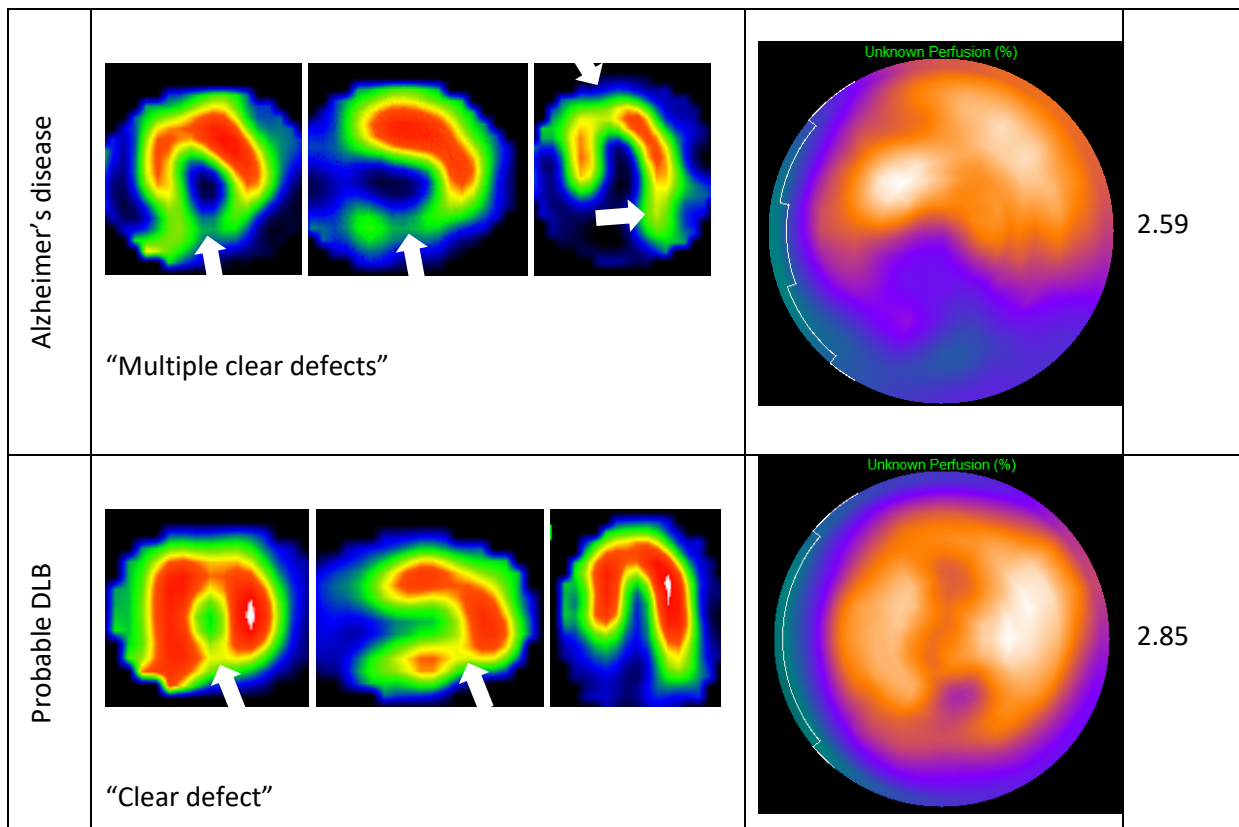 Alzheimer’s disease
“Multiple clear defects”
Unknown Perfusion (%)
2.59
Probable DLB
“Clear defect”
Unknown Perfusion (%)
2.85